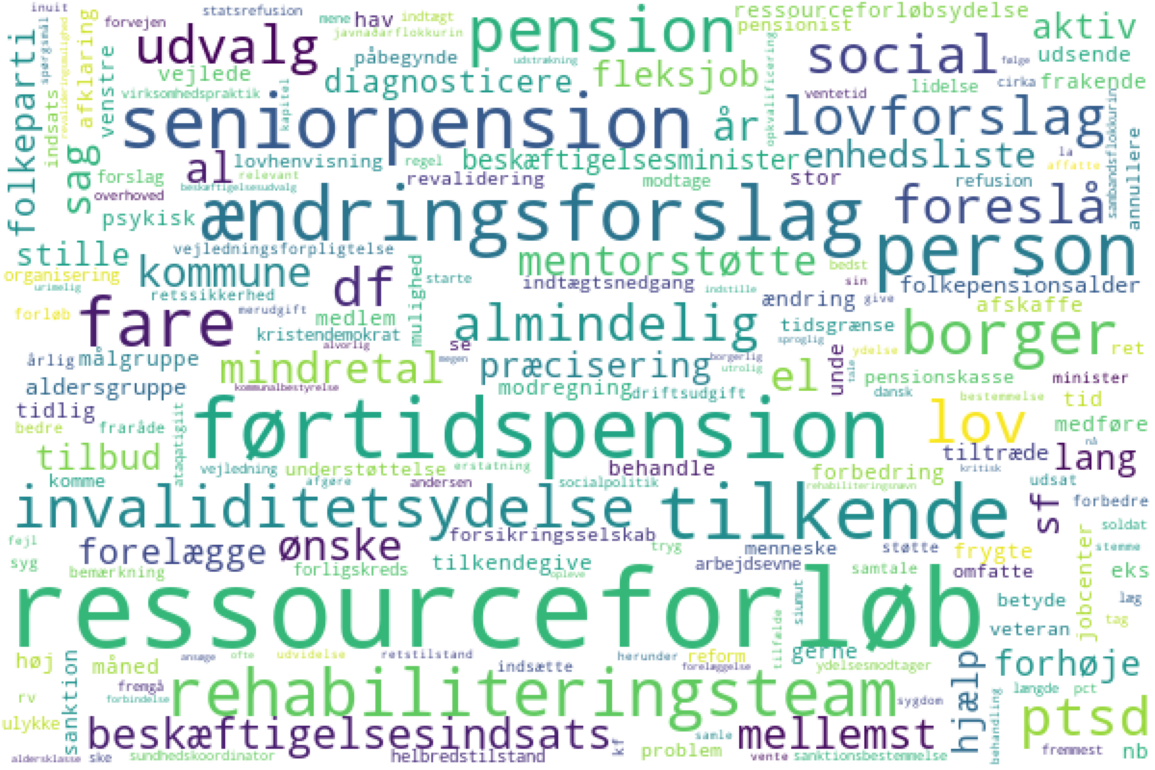 inuit
forvejen
statsrefusion
mene hav indtægt
javnaðarflokkurin
pension
pensionist
ressourceforløbsydelse
aktiv
folkeparti
spørgsmål
revalideringsmulighed
afklaring
venstre
udvalg
påbegynde
udstrækning
opkvalificering
social
følge
udsende
indsats
vejlede
virksomhedspraktik
kapitel
diagnosticere
fleksjob
ventetid
lidelse
cirka
frakende
seniorpension
år
lovforslag
sambandsflokkurin
annullere
sag
al
lovhenvisning
regel
beskæftigelsesminister
enhedsliste
la
affatte
forslag
overhoved
relevant
beskæftigelsesudvalg
revalidering
modtage
stor
refusion
psykisk
ændringsforslag
foreslå
person
stille
vejledningsforpligtelse
organisering
urimelig
kommune
retssikkerhed
df
mulighed
starte
mentorstøtte
indtægtsnedgang
indstille
bedst
sin
give
folkepensionsalder
forløb
fare
merudgift
medlem
kristendemokrat
alvorlig
almindelig
ændring
tidsgrænse
sproglig
afskaffe
borger
årlig
målgruppe
mindretal
se
megen
præcisering
borgerlig
utrolig
unde
ydelse
tale
ret
aldersgruppe
kommunalbestyrelse
modregning
driftsudgift
el
pensionskasse
dansk
minister
bestemmelse
tid
tidlig
bedre
fraråde
ataqatigiit
førtidspension
lov
medføre
nå
tilbud
komme
vejledning
understøttelse
afgøre
erstatning
andersen
behandle
socialpolitik
forbedring
rehabiliteringsnævn
tiltræde
kritisk
lang
udsat
invaliditetsydelse
tilkende
sf
forbedre
soldat
fejl
syg
forelægge
bemærkning
ønske
forligskreds
forsikringsselskab
tilkendegive
tryg
menneske
arbejdsevne
støtte
samtale
frygte
omfatte
jobcenter
stemme
eks
opleve
ressourceforløb
siumut
tilfælde
betyde
læg
tag
veteran
høj
sanktion
måned
ansøge
ofte
udvidelse
retstilstand
indsætte
herunder
reform
forelæggelse
gerne
ydelsesmodtager
hjælp
forhøje
rv
fremgå
forbindelse
rehabiliteringsteam
sygdom
behandling
længde
pct
ulykke
beskæftigelsesindsats
kf
samle
mellemst
ptsd
aldersklasse
ske
sundhedskoordinator
helbredstilstand
problem
vente
sanktionsbestemmelse
fremmest
nb